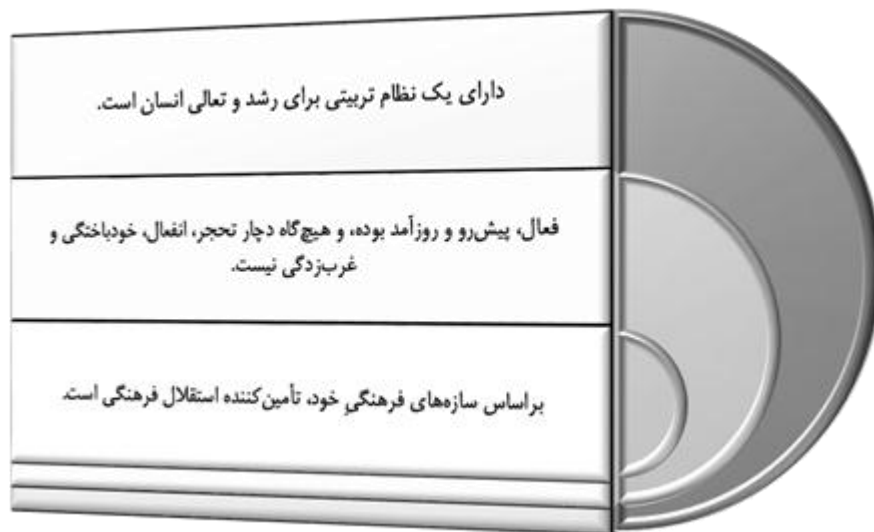 دارای یک نظام تربیتی برای رشد و تعالی انسان است.
فعال، پیش‌رو و روزآمد بوده، و هیچ‌گاه دچار تحجر، انفعال، خودباختگی و
غرب‌زدگی نیست.
براساس سازه‌های فرهنگیِ خود، تأمین‌کننده استقلال فرهنگی است.